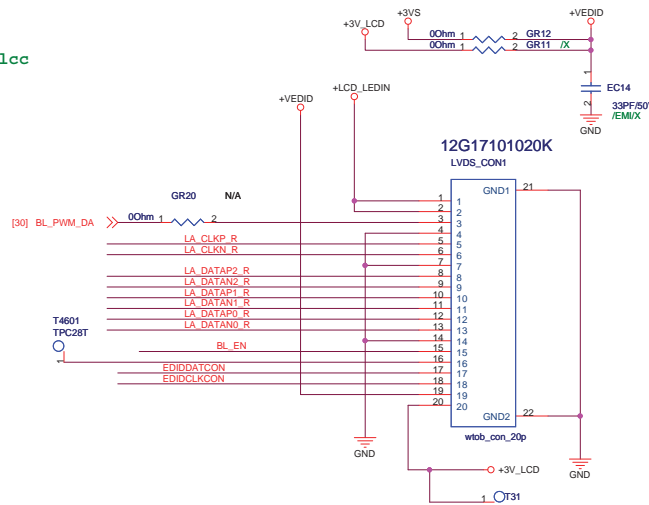 +3VS
+3V_LCD
+VEDID
0Ohm 1 2 GR12
0Ohm 1 2 GR11 /X
lcc
+VEDID
+LCD_LEDIN
1
EC14
2
33PF/50
/EMI/X
GND
12G17101020K
LVDS_CON1
GR20 N/A
[30] BL_PWM_DA 0Ohm 1 2
GND1 21
1 1
2 2
3 3
4 4
LA_CLKP_R 5 5
LA_CLKN_R 6 6
7 7
LA_DATAP2_R 8 8
LA_DATAN2_R 9 9
LA_DATAP1_R 10 10
LA_DATAN1_R 11 11
LA_DATAP0_R 12 12
LA_DATAN0_R 13 13
14 14
T4601
TPC28T
BL_EN 15 15
1 16 16
EDIDDATCON 17 17
EDIDCLKCON 18 18
19 19
20 20
GND2 22
wtob_con_20p
GND
+3V_LCD
GND
1 T31